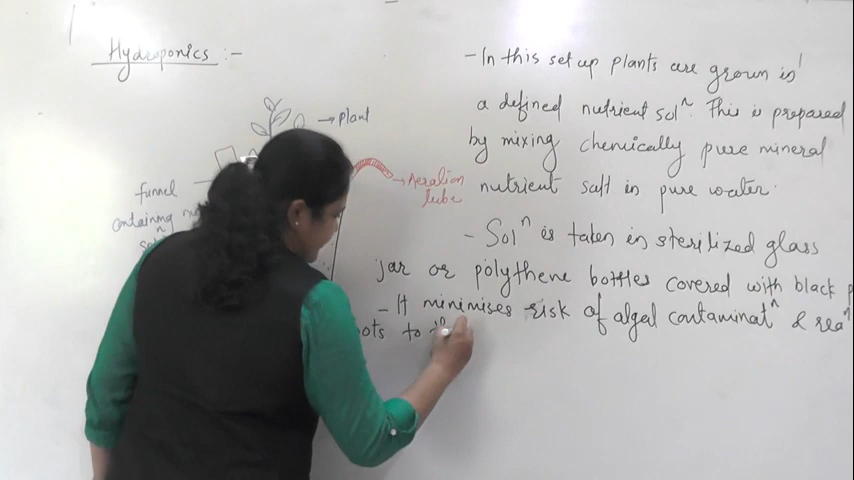 Hydroponics :-
→ plant
funnel
containing
→ Aeration
tube
- In this set up plants are grown in
a defined nutrient solⁿ. This is prepared
by mixing chemically pure mineral
nutrient salt in pure water.
- Solⁿ is taken in sterilized glass
jar or polythene bottles covered with black p
- It minimises risk of algal contaminatⁿ & reaⁿ
ots to